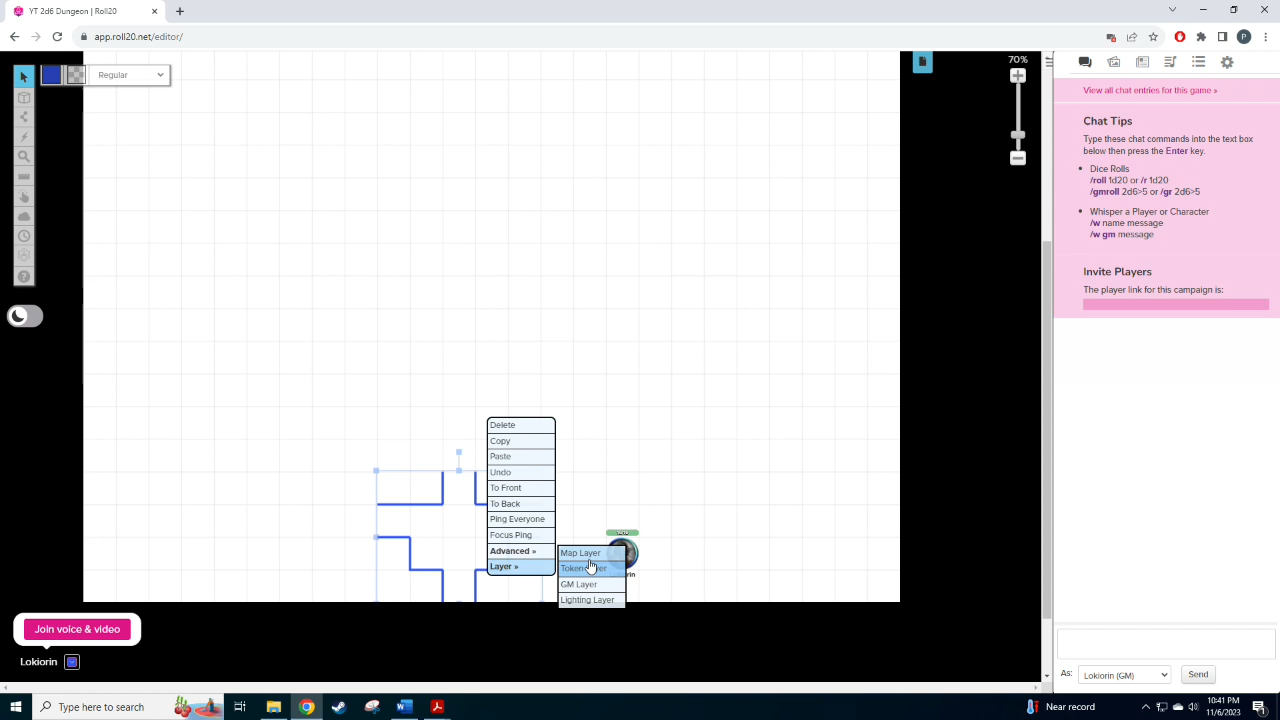 YT 2d6 Dungeon | Roll20
app.roll20.net/editor/
P
Regular
70%
View all chat entries for this game »
Chat Tips
Type these chat commands into the text box
below then press the Enter key.
Dice Rolls
/roll 1d20 or /r 1d20
/gmroll 2d6>5 or /gr 2d6>5
Whisper a Player or Character
/w name message
/w gm message
Invite Players
The player link for this campaign is:
Delete
Copy
Paste
Undo
To Front
To Back
Ping Everyone
Focus Ping
Advanced »
Layer »
Map Layer
Token
GM Layer
Lighting Layer
Join voice & video
Lokiorin
As:
Lokiorin (GM)
Send
Type here to search
Near record
10:41 PM
11/6/2023